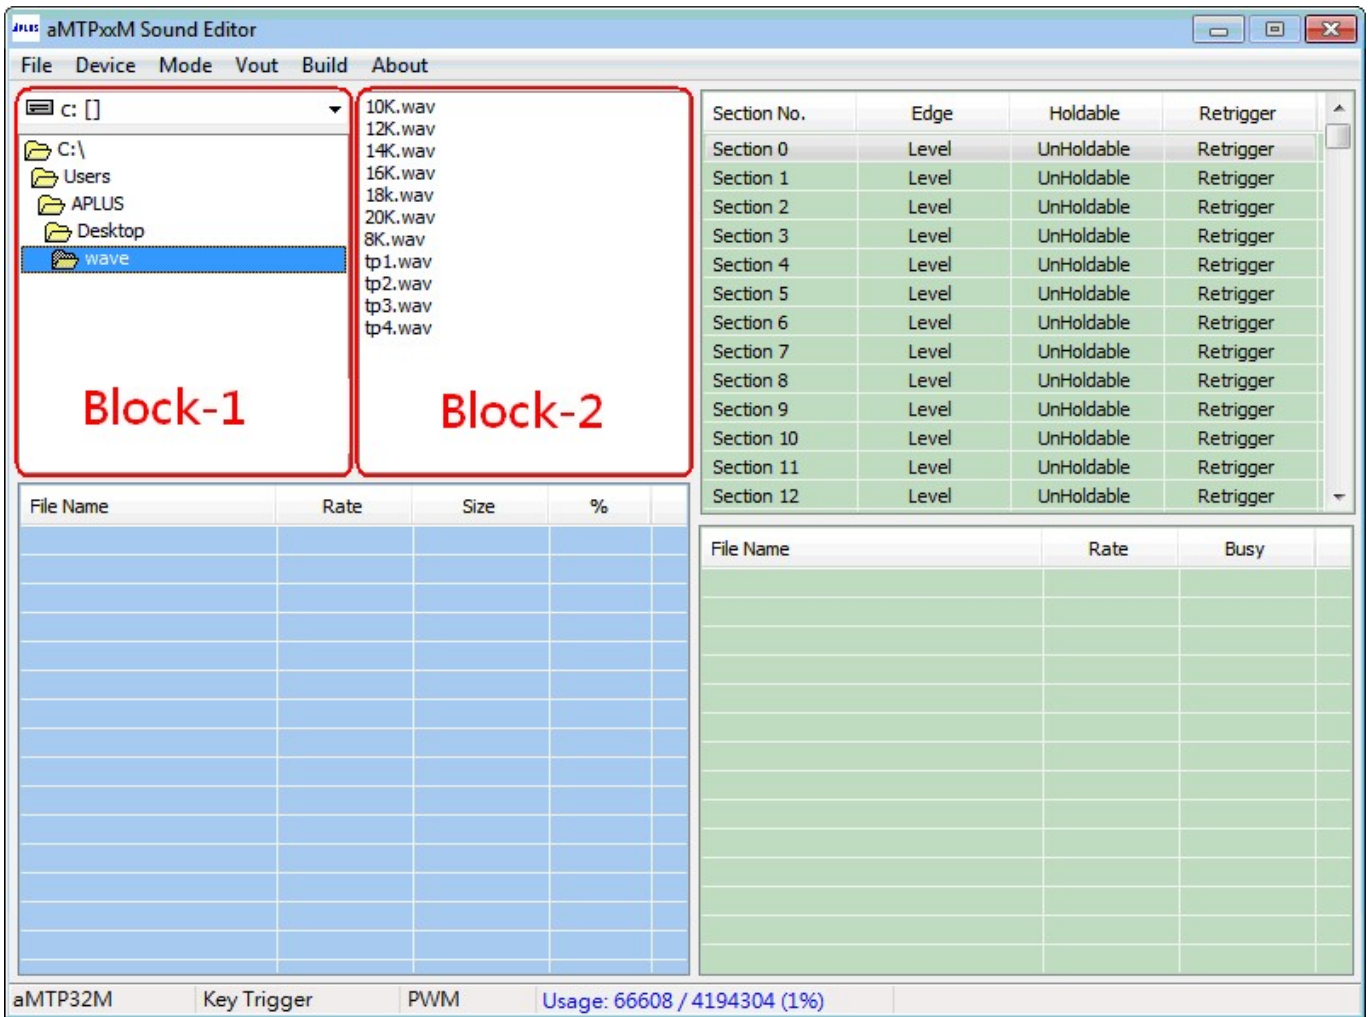 APLUS aMTPxxM Sound Editor
File Device Mode Vout Build About
c: []
C:\
Users
APLUS
Desktop
wave
Block-1
10K.wav
12K.wav
14K.wav
16K.wav
18k.wav
20K.wav
8K.wav
tp1.wav
tp2.wav
tp3.wav
tp4.wav
Block-2
Section No. Edge Holdable Retrigger
Section 0 Level UnHoldable Retrigger
Section 1 Level UnHoldable Retrigger
Section 2 Level UnHoldable Retrigger
Section 3 Level UnHoldable Retrigger
Section 4 Level UnHoldable Retrigger
Section 5 Level UnHoldable Retrigger
Section 6 Level UnHoldable Retrigger
Section 7 Level UnHoldable Retrigger
Section 8 Level UnHoldable Retrigger
Section 9 Level UnHoldable Retrigger
Section 10 Level UnHoldable Retrigger
Section 11 Level UnHoldable Retrigger
Section 12 Level UnHoldable Retrigger
File Name Rate Size %
File Name Rate Busy
aMTP32M Key Trigger PWM Usage: 66608 / 4194304 (1%)